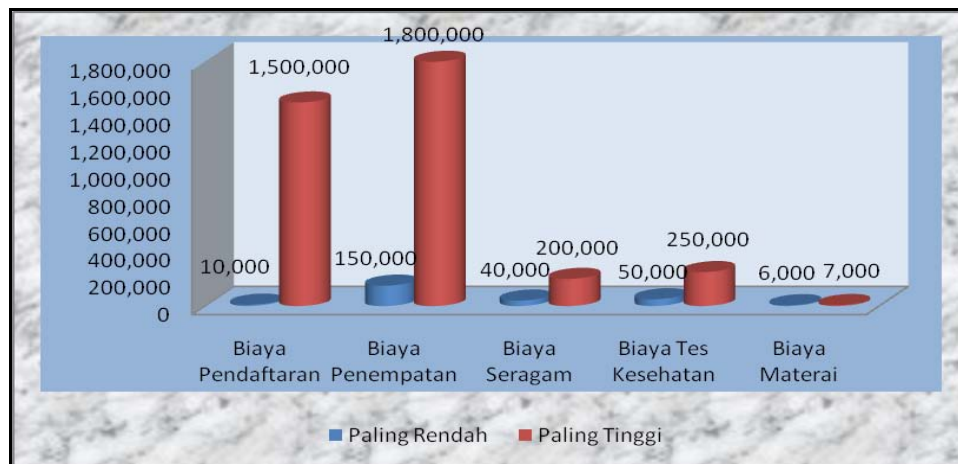 1,800,000
1,600,000
1,400,000
1,200,000
1,000,000
800,000
600,000
400,000
200,000
0
10,000
1,500,000
150,000
1,800,000
40,000
200,000
50,000
250,000
6,000
7,000
Biaya
Pendaftaran
Biaya
Penempatan
Biaya
Seragam
Biaya Tes
Kesehatan
Biaya
Materai
Paling Rendah
Paling Tinggi